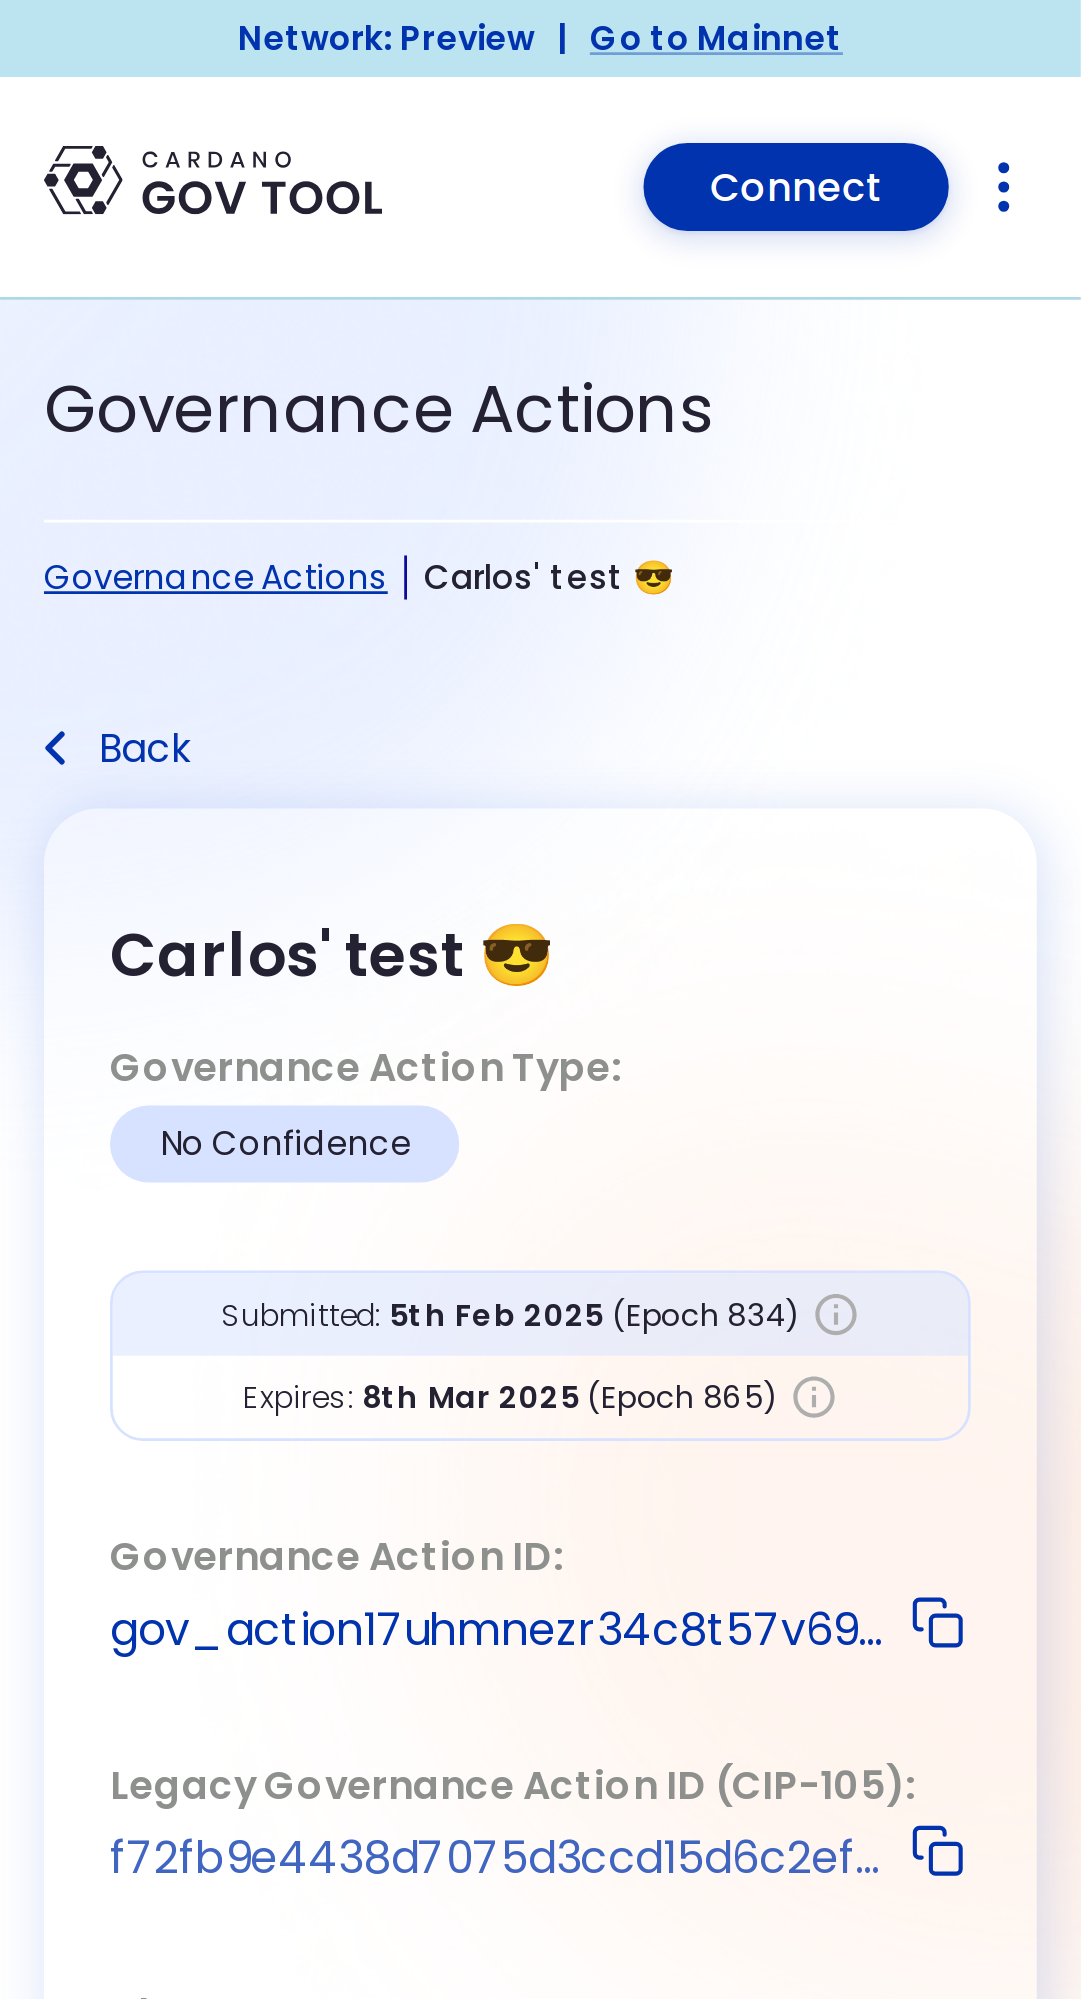 Network: Preview | Go to Mainnet
CARDANO
GOV TOOL
Connect
Governance Actions
Governance Actions | Carlos' test 😎
Back
Carlos' test 😎
Governance Action Type:
No Confidence
Submitted: 5th Feb 2025 (Epoch 834)
Expires: 8th Mar 2025 (Epoch 865)
Governance Action ID:
gov_action17uhmnezr34c8t57v69...
Legacy Governance Action ID (CIP-105):
f72fb9e4438d7075d3ccd15d6c2ef...